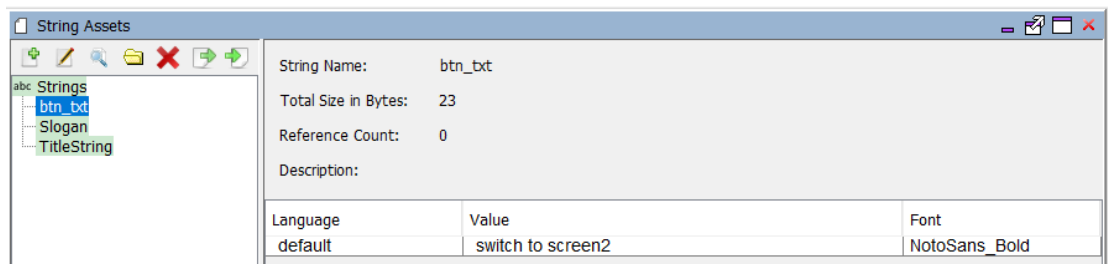 String Assets
abc Strings
btn_txt
Slogan
TitleString
String Name: btn_txt
Total Size in Bytes: 23
Reference Count: 0
Description:
Language Value Font
default switch to screen2 NotoSans_Bold